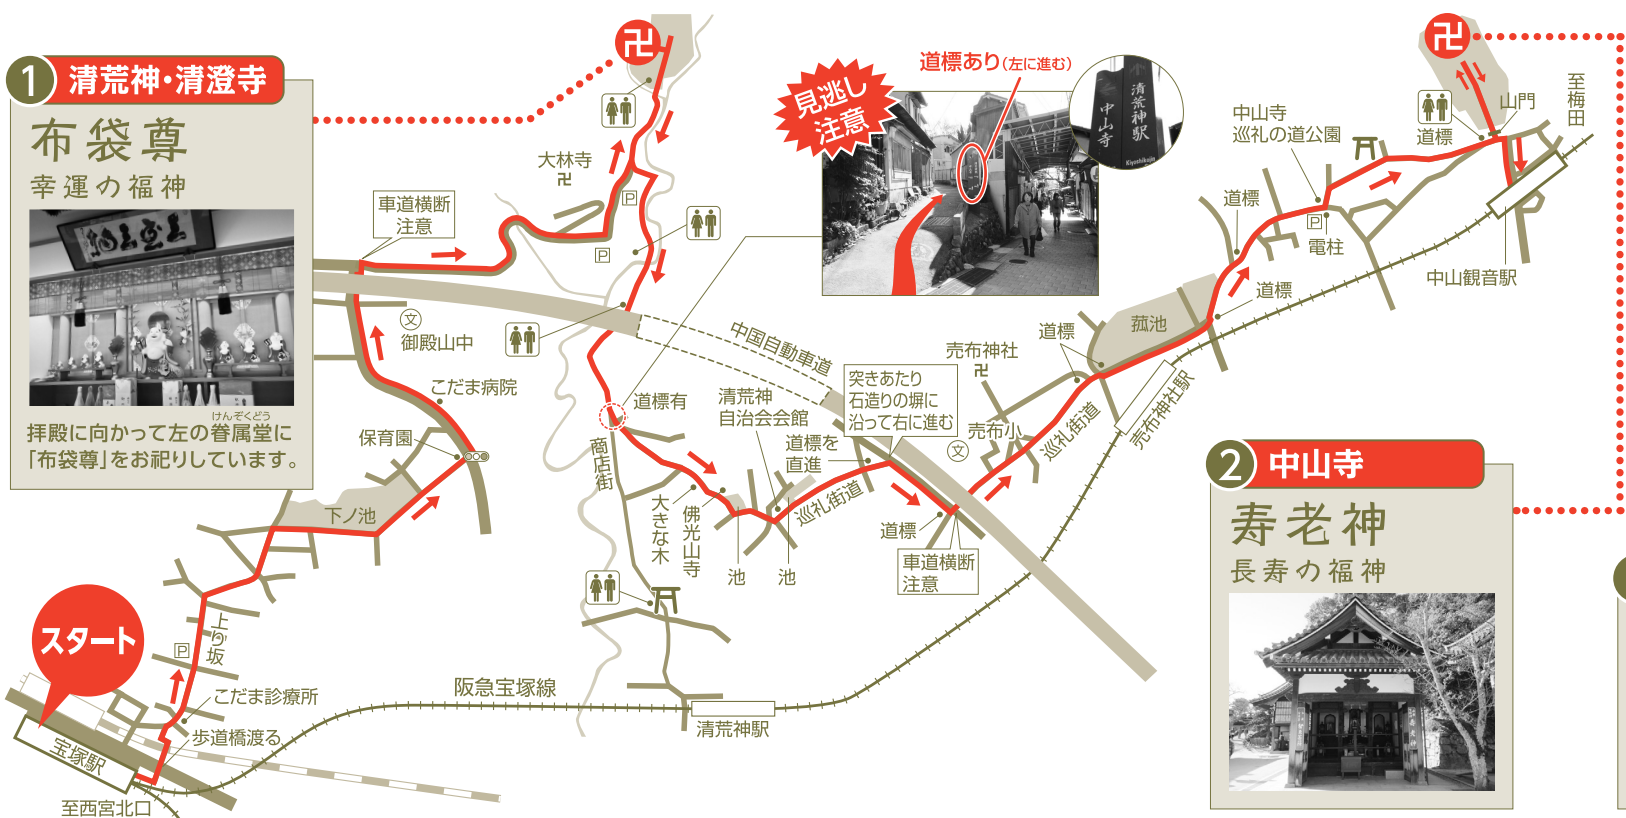 1 清荒神・清澄寺
布袋尊
幸運の福神
けんぞくどう
拝殿に向かって左の眷属堂に
「布袋尊」をお祀りしています。
卍
大林寺
卍
車道横断
注意
P
P
文
御殿山中
こだま病院
保育園
下ノ池
上り坂
P
スタート
こだま診療所
歩道橋渡る
宝塚駅
至西宮北口
阪急宝塚線
清荒神駅
見逃し
注意
道標あり(左に進む)
清荒神駅
中山寺
Kiyoshikojin
中国自動車道
道標有
商店街
大きな木
佛光山寺
清荒神
自治会会館
池
池
道標を
直進
巡礼街道
突きあたり
石造りの塀に
沿って右に進む
道標
車道横断
注意
売布神社
卍
文
売布小
巡礼街道
道標
菰池
売布神社駅
道標
道標
中山寺
巡礼の道公園
P
電柱
卍
道標
山門
至梅田
中山観音駅
2 中山寺
寿老神
長寿の福神